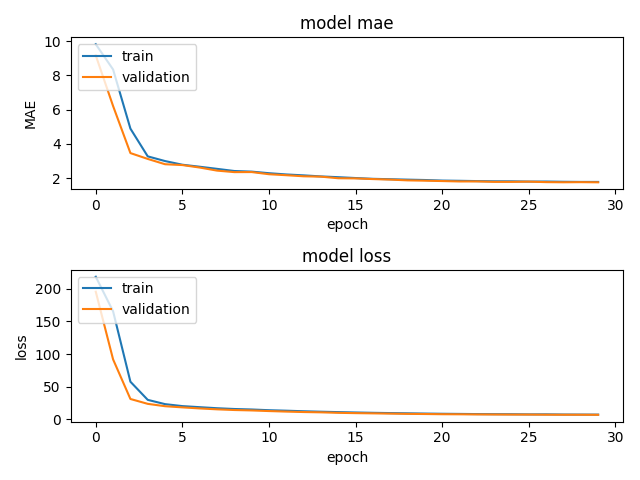 model mae
10
8
6
4
2
MAE
train
validation
0 5 10 15 20 25 30
epoch
model loss
200
150
100
50
0
loss
train
validation
0 5 10 15 20 25 30
epoch